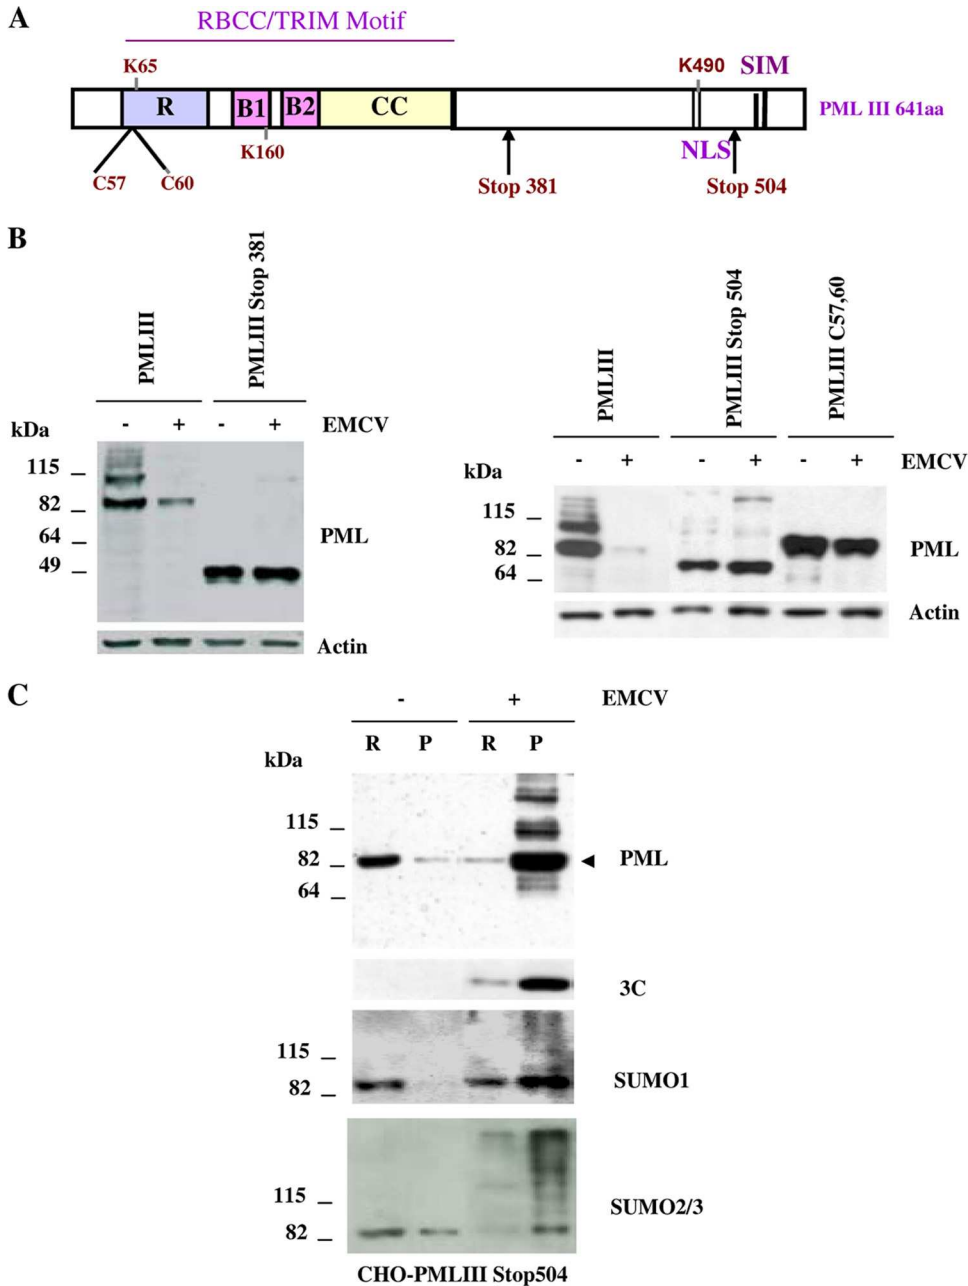 A
RBCC/TRIM Motif
K65
K490
SIM
R
B1
B2
CC
PML III 641aa
C57
C60
K160
NLS
Stop 381
Stop 504
B
PMLIII
PMLIII Stop 381
kDa
- + - + EMCV
115 _
82 _
64 _
49 _
PML
Actin
PMLIII
PMLIII Stop 504
PMLIII C57,60
kDa
- + - + - + EMCV
115 _
82 _
64 _
PML
Actin
C
- + EMCV
R P R P
kDa
115 _
82 _
64 _
PML
3C
115 _
82 _
SUMO1
115 _
82 _
SUMO2/3
CHO-PMLIII Stop504